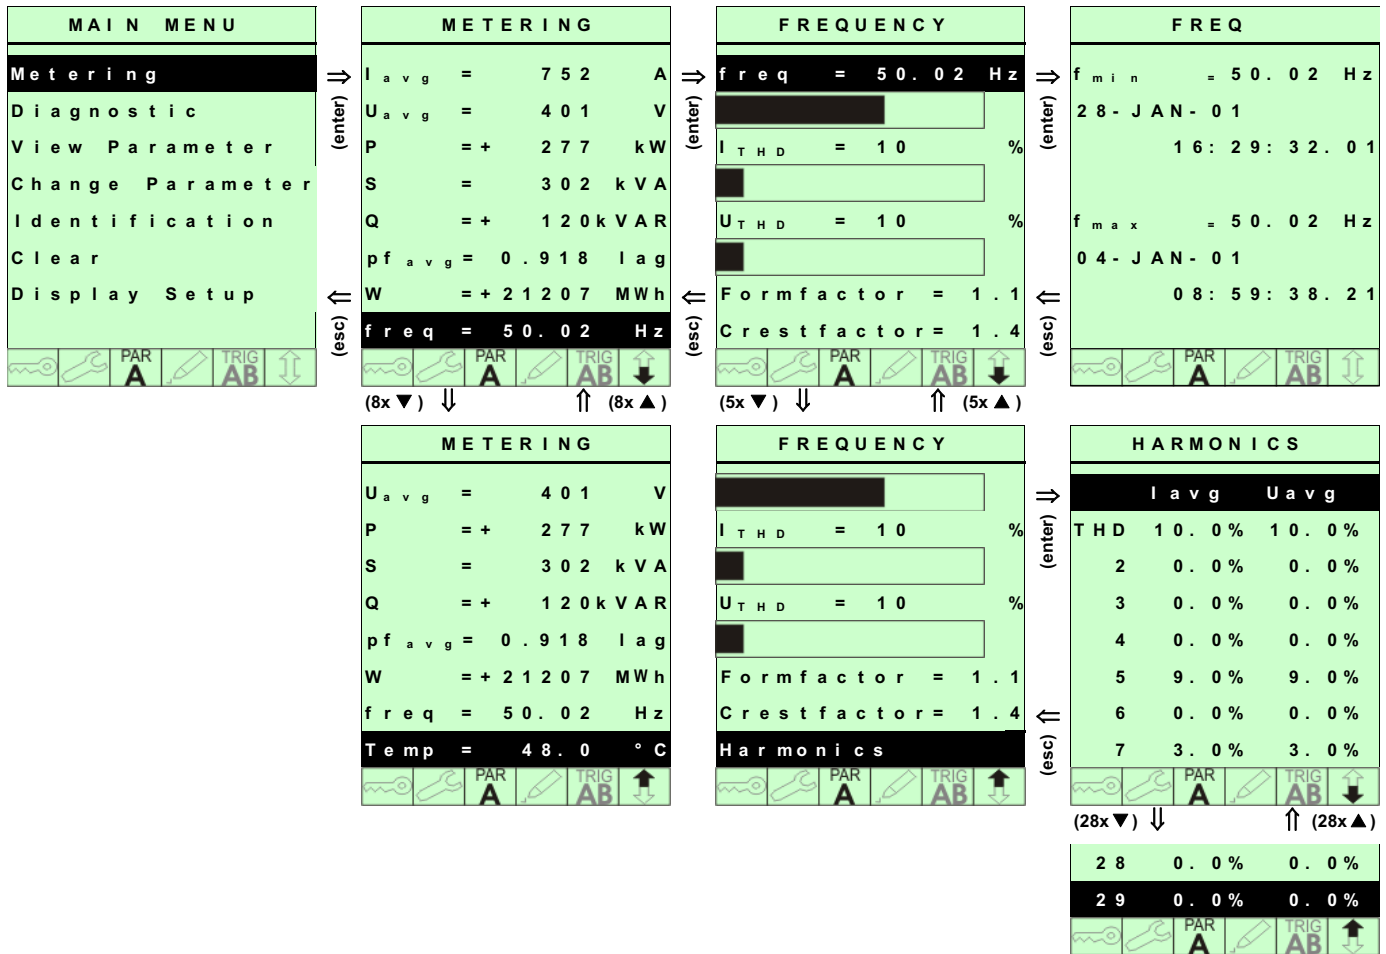 MAIN MENU
Metering
Diagnostic
View Parameter
Change Parameter
Identification
Clear
Display Setup
PAR
A
TRIG
AB
⇒
(enter)
⇐
(esc)
METERING
Iavg = 752 A
Uavg = 401 V
P =+ 277 kW
S = 302 kVA
Q =+ 120kVAR
pfavg= 0.918 lag
W =+21207 MWh
freq = 50.02 Hz
PAR
A
TRIG
AB
(8x ▼) ⇓ ⇑ (8x ▲)
⇒
(enter)
⇐
(esc)
FREQUENCY
freq = 50.02 Hz
ITHD = 10 %
UTHD = 10 %
Formfactor = 1.1
Crestfactor= 1.4
PAR
A
TRIG
AB
(5x ▼) ⇓ ⇑ (5x ▲)
⇒
(enter)
⇐
(esc)
FREQ
fmin = 50.02 Hz
28-JAN-01
16:29:32.01
fmax = 50.02 Hz
04-JAN-01
08:59:38.21
PAR
A
TRIG
AB
METERING
Uavg = 401 V
P =+ 277 kW
S = 302 kVA
Q =+ 120kVAR
pfavg= 0.918 lag
W =+21207 MWh
freq = 50.02 Hz
Temp = 48.0 °C
PAR
A
TRIG
AB
FREQUENCY
ITHD = 10 %
UTHD = 10 %
Formfactor = 1.1
Crestfactor= 1.4
Harmonics
PAR
A
TRIG
AB
⇒
(enter)
⇐
(esc)
HARMONICS
Iavg Uavg
THD 10.0% 10.0%
2 0.0% 0.0%
3 0.0% 0.0%
4 0.0% 0.0%
5 9.0% 9.0%
6 0.0% 0.0%
7 3.0% 3.0%
PAR
A
TRIG
AB
(28x ▼) ⇓ ⇑ (28x ▲)
28 0.0% 0.0%
29 0.0% 0.0%
PAR
A
TRIG
AB